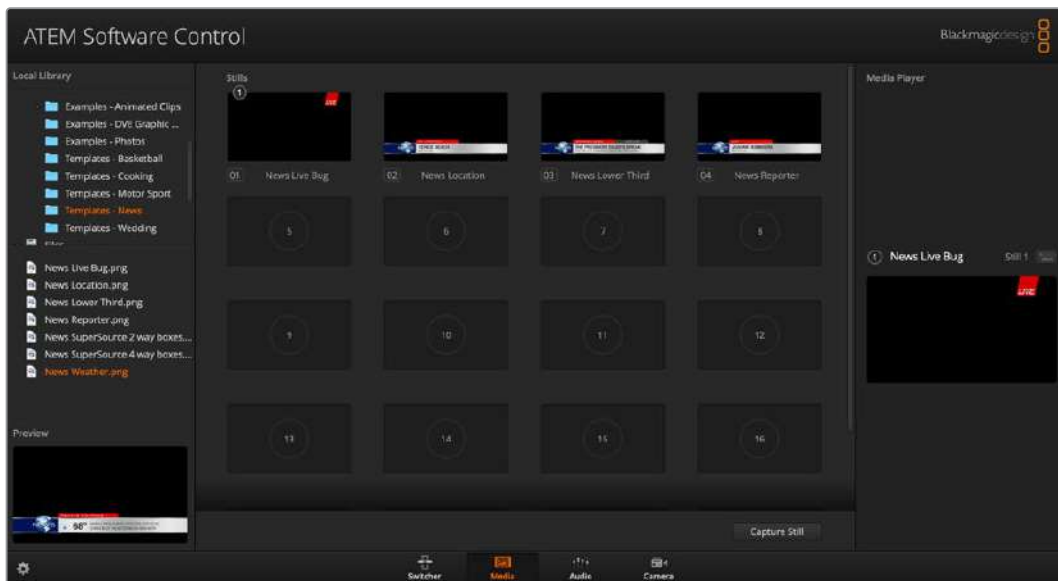 ATEM Software Control
Blackmagicdesign
Local Library
Examples - Animated Clips
Examples - DVE Graphic ...
Examples - Photos
Templates - Basketball
Templates - Cooking
Templates - Motor Sport
Templates - News
Templates - Wedding
News Live Bug.png
News Location.png
News Lower Third.png
News Reporter.png
News SuperSource 2 way boxes...
News SuperSource 4 way boxes...
News Weather.png
Preview
98°
Stills
1
LIVE
01 News Live Bug
02 News Location
03 News Lower Third
04 News Reporter
5
6
7
8
9
10
11
12
13
14
15
16
Capture Still
Media Player
1 News Live Bug Still 1
LIVE
Switcher
Media
Audio
Camera